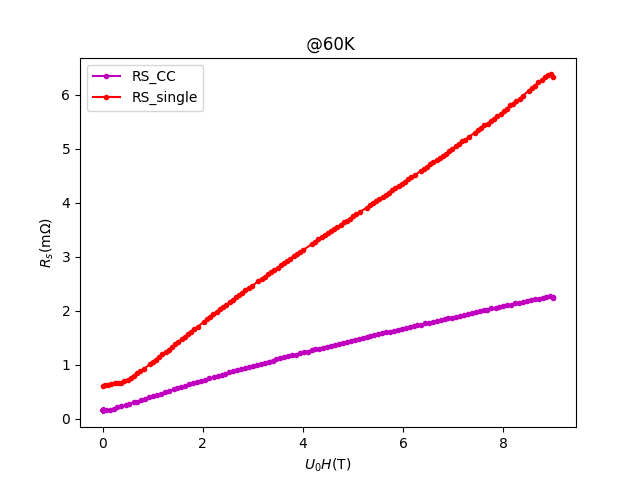 @60K
RS_CC
RS_single
6
5
4
3
2
1
0
R_s(mΩ)
0 2 4 6 8
U_0H(T)